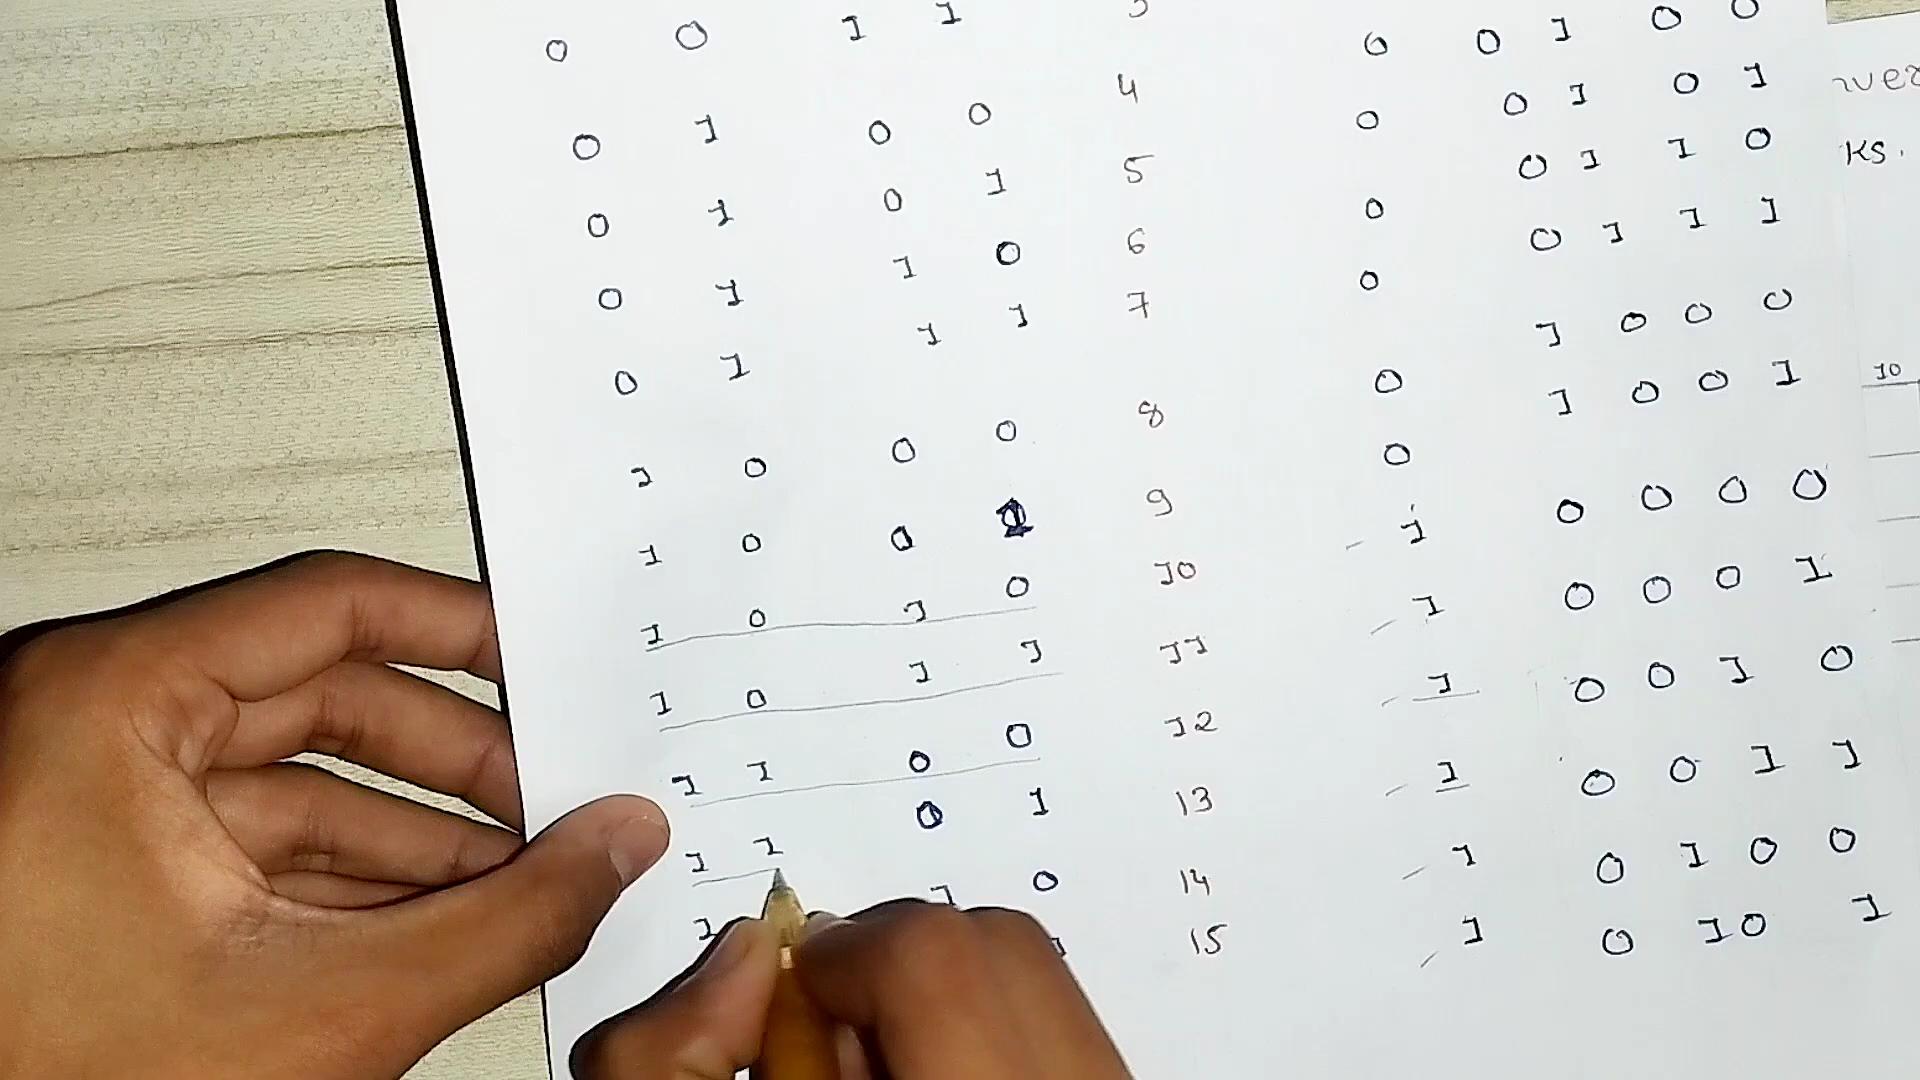 0 0 1 1 3 0 0 1 0 0
0 1 0 0 4 0 0 1 0 1
0 1 0 1 5 0 0 1 1 0
0 1 1 0 6 0 0 1 1 1
0 1 1 1 7 0 1 0 0 0
1 0 0 0 8 0 1 0 0 1
1 0 0 1 9 1 0 0 0 0
1 0 1 0 10 1 0 0 0 1
1 0 1 1 11 1 0 0 1 0
1 1 0 0 12 1 0 0 1 1
1 1 0 1 13 1 0 1 0 0
1 1 0 14 1 0 1 0 1
15
ks.
10